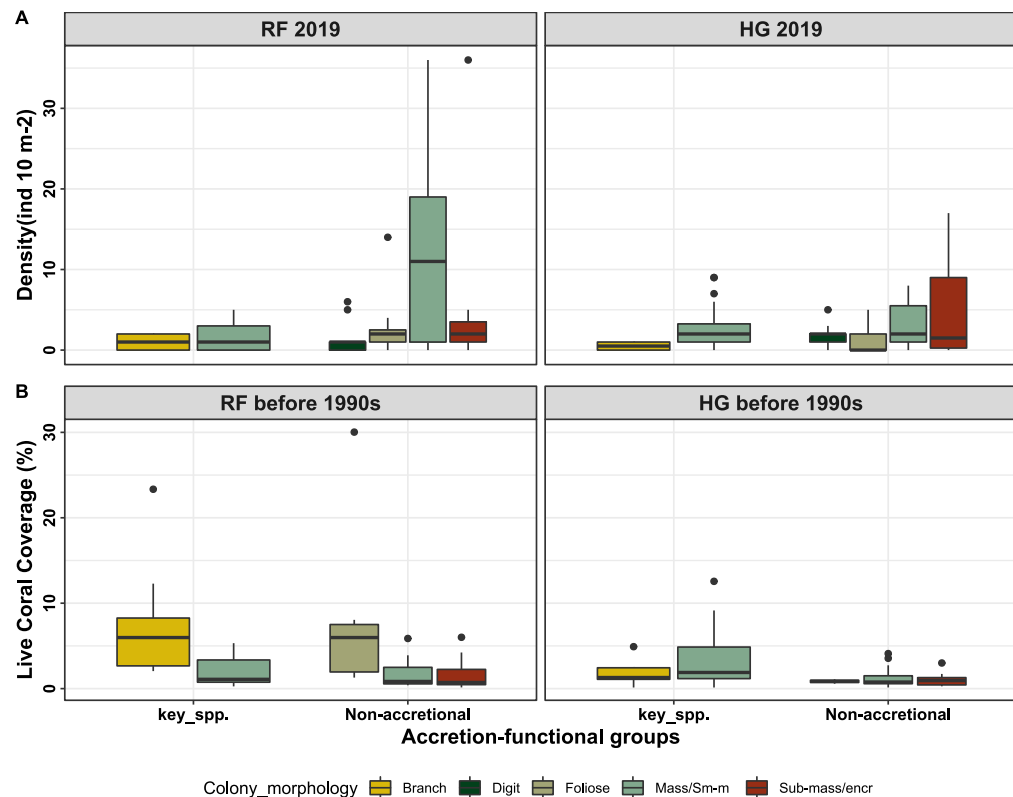 A
RF 2019
HG 2019
Density(ind 10 m-2)
30
20
10
0
B
RF before 1990s
HG before 1990s
Live Coral Coverage (%)
30
20
10
0
key_spp.
Non-accretional
key_spp.
Non-accretional
Accretion-functional groups
Colony_morphology
Branch
Digit
Foliose
Mass/Sm-m
Sub-mass/encr